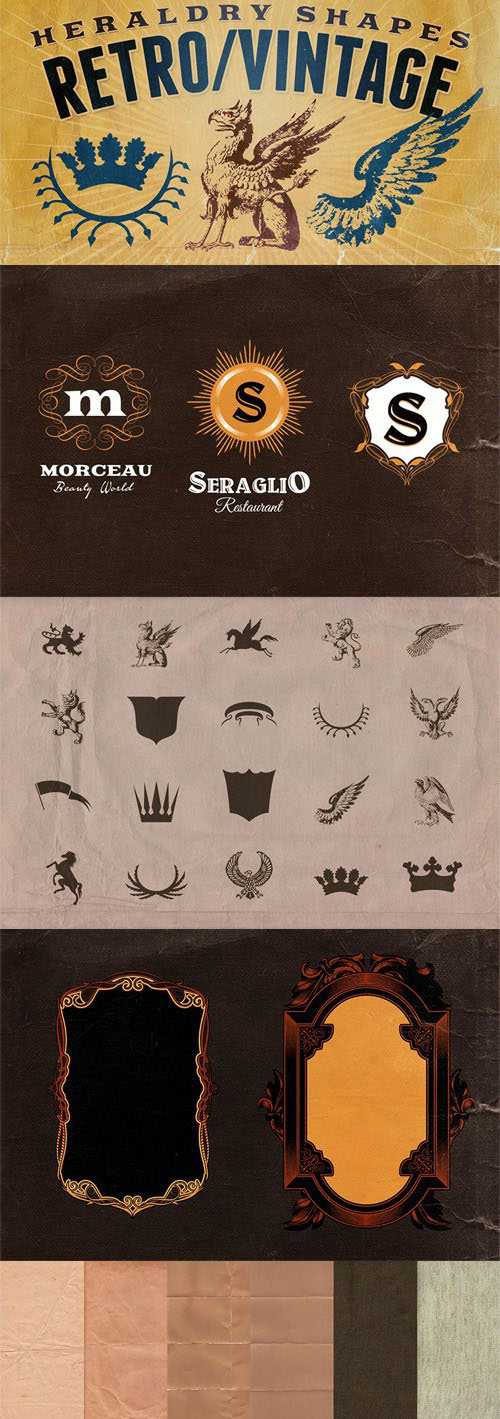 HERALDRY SHAPES
RETRO/VINTAGE
m
MORCEAU
Beauty World
S
SERAGLIO
Restaurant
S